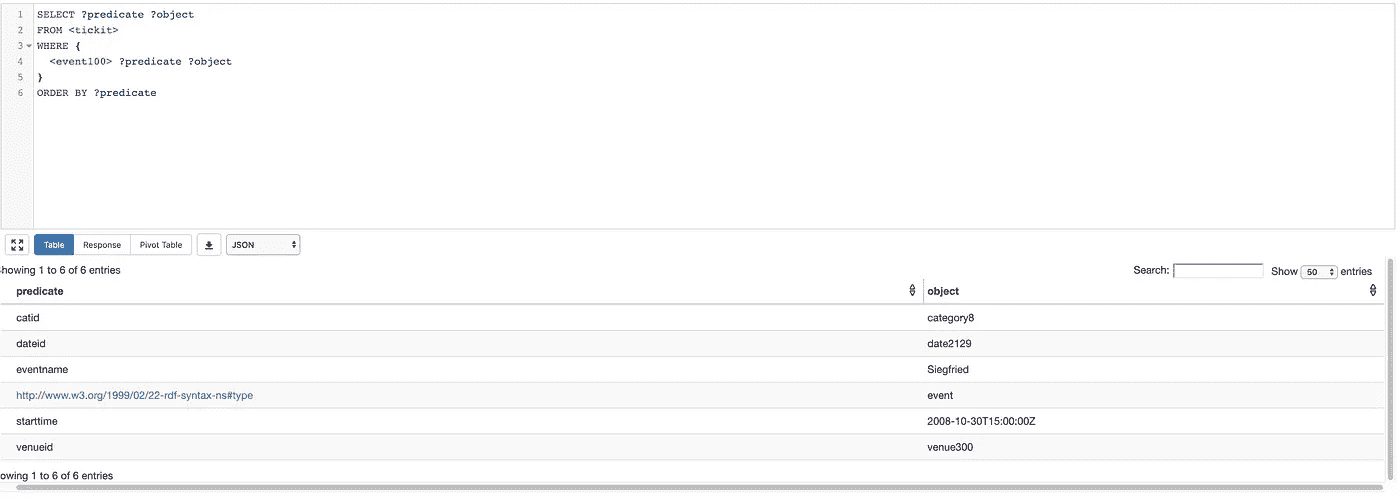 1 SELECT ?predicate ?object
2 FROM <tickit>
3 WHERE {
4 <event100> ?predicate ?object
5 }
6 ORDER BY ?predicate
Table Response Pivot Table JSON
howing 1 to 6 of 6 entries Search: Show 50 entries
predicate object
catid category8
dateid date2129
eventname Siegfried
http://www.w3.org/1999/02/22-rdf-syntax-ns#type event
starttime 2008-10-30T15:00:00Z
venueid venue300
owing 1 to 6 of 6 entries